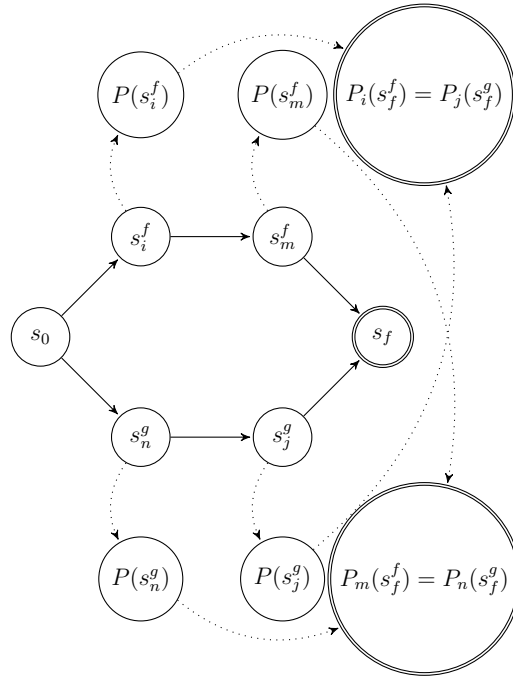 P(s_i^f)
P(s_m^f)
P_i(s_f^f) = P_j(s_f^g)
s_i^f
s_m^f
s_0
s_f
s_n^g
s_j^g
P(s_n^g)
P(s_j^g)
P_m(s_f^f) = P_n(s_f^g)